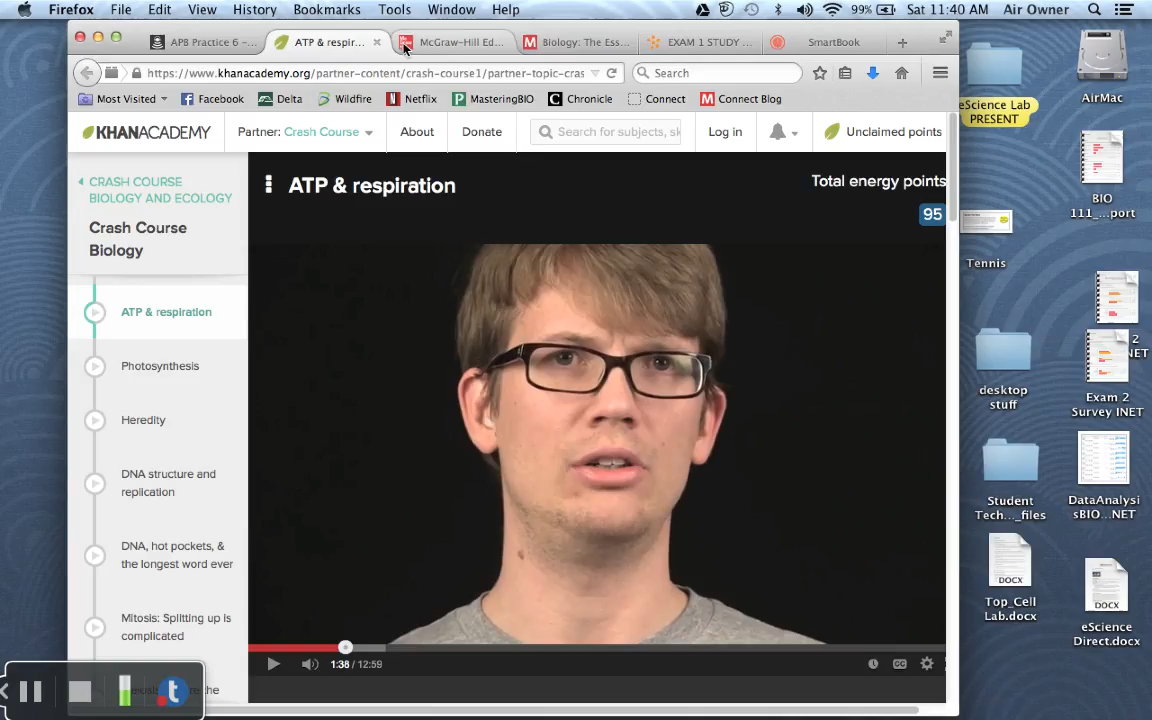 Firefox File Edit View History Bookmarks Tools Window Help 99% Sat 11:40 AM Air Owner
APB Practice 6 -... ATP & respir... McGraw-Hill Ed... Biology: The Ess... EXAM 1 STUDY ... SmartBook
https://www.khanacademy.org/partner-content/crash-course1/partner-topic-cras Search
Most Visited Facebook Delta Wildfire Netflix MasteringBIO Chronicle Connect Connect Blog
KHANACADEMY Partner: Crash Course About Donate Search for subjects, sk Log in Unclaimed points
CRASH COURSE
BIOLOGY AND ECOLOGY
Crash Course
Biology
ATP & respiration
Photosynthesis
Heredity
DNA structure and
replication
DNA, hot pockets, &
the longest word ever
Mitosis: Splitting up is
complicated
the
ATP & respiration
Total energy points
95
1:38 / 12:59
CC
eScience Lab
PRESENT
AirMac
BIO
111_...port
Tennis
2
NET
desktop
stuff
Exam 2
Survey INET
Student
Tech..._files
DataAnalysi
sBIO...NET
DOCX
Top_Cell
Lab.docx
DOCX
eScience
Direct.docx